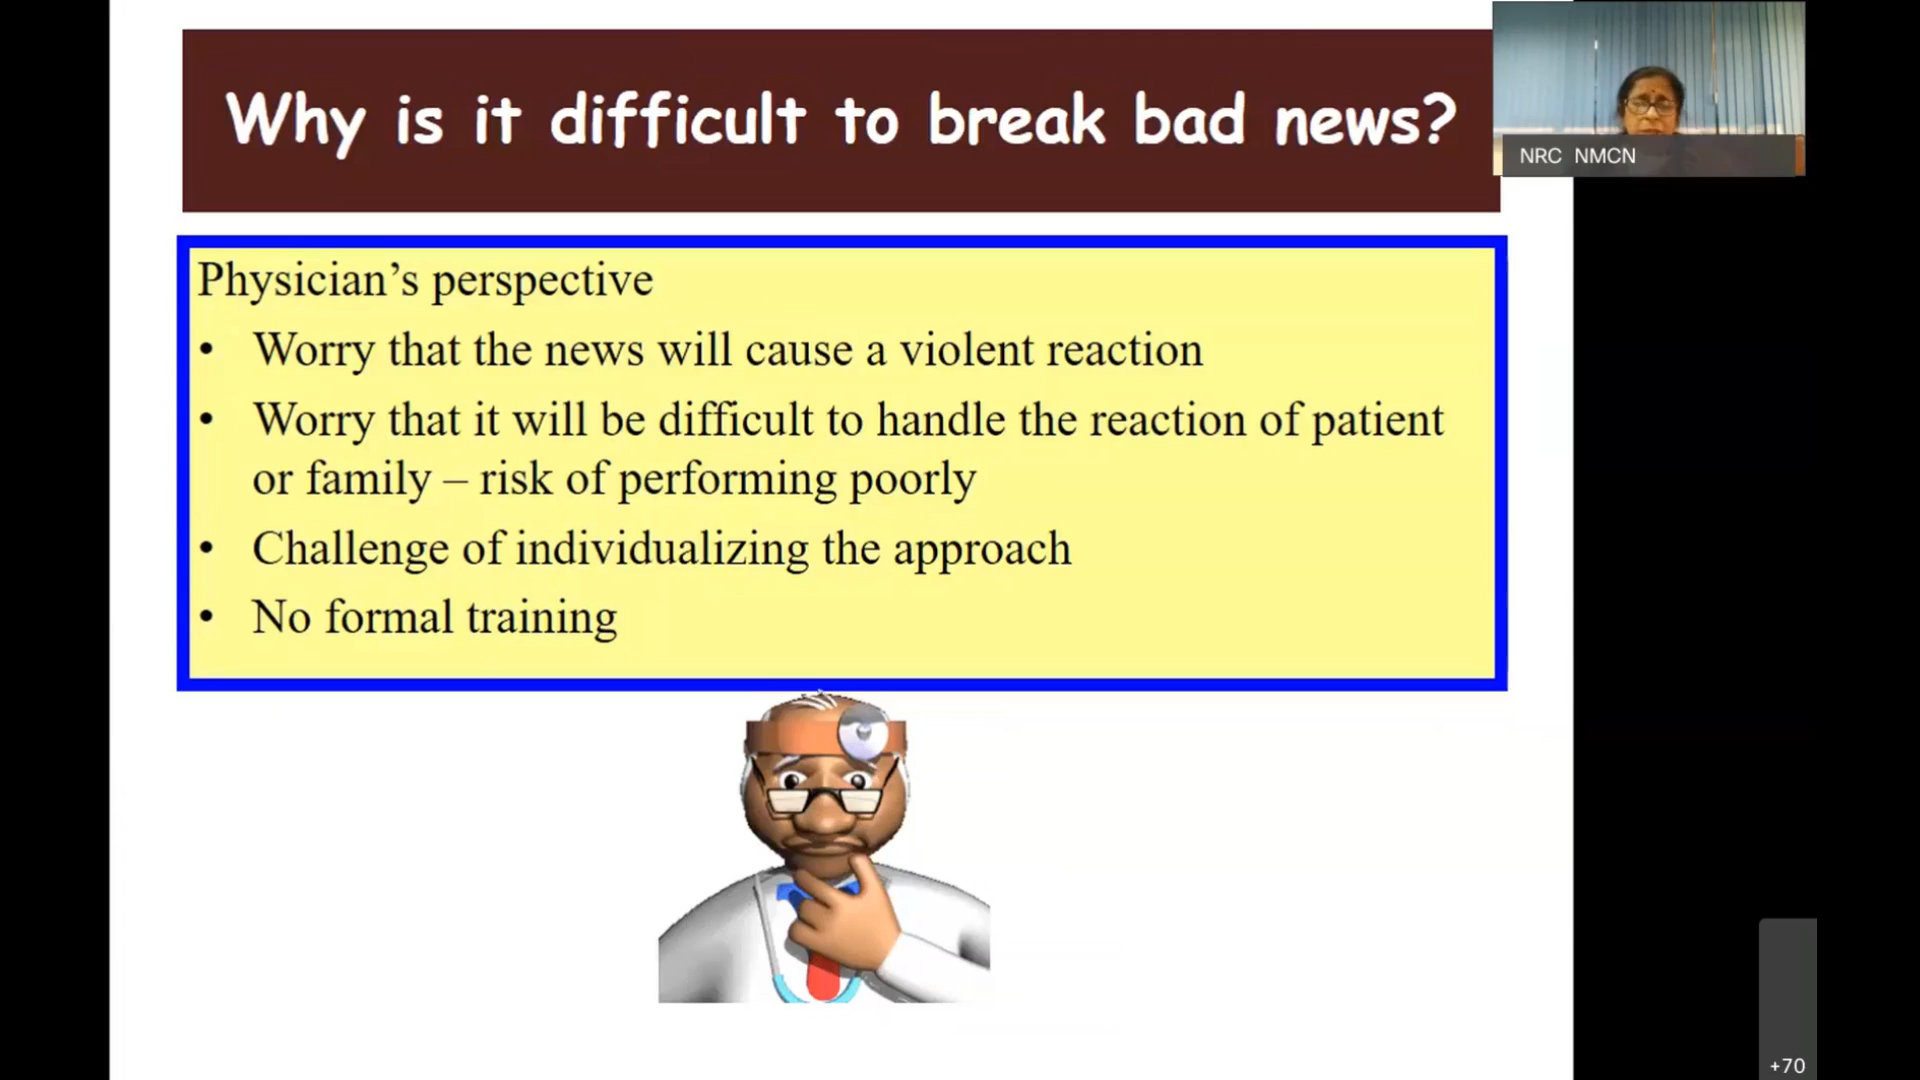 Why is it difficult to break bad news?
NRC NMCN
Physician’s perspective
• Worry that the news will cause a violent reaction
• Worry that it will be difficult to handle the reaction of patient
or family – risk of performing poorly
• Challenge of individualizing the approach
• No formal training
+70